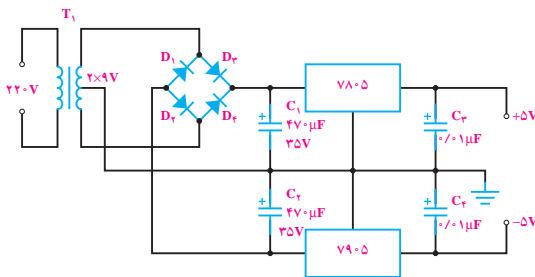 T۱
۲۲۰V
۲×۹V
D۱
D۳
D۲
D۴
C۱
۴۷۰μF
۳۵V
۷۸۰۵
C۳
۰/۰۱μF
+۵V
C۲
۴۷۰μF
۳۵V
۷۹۰۵
C۴
۰/۰۱μF
−۵V